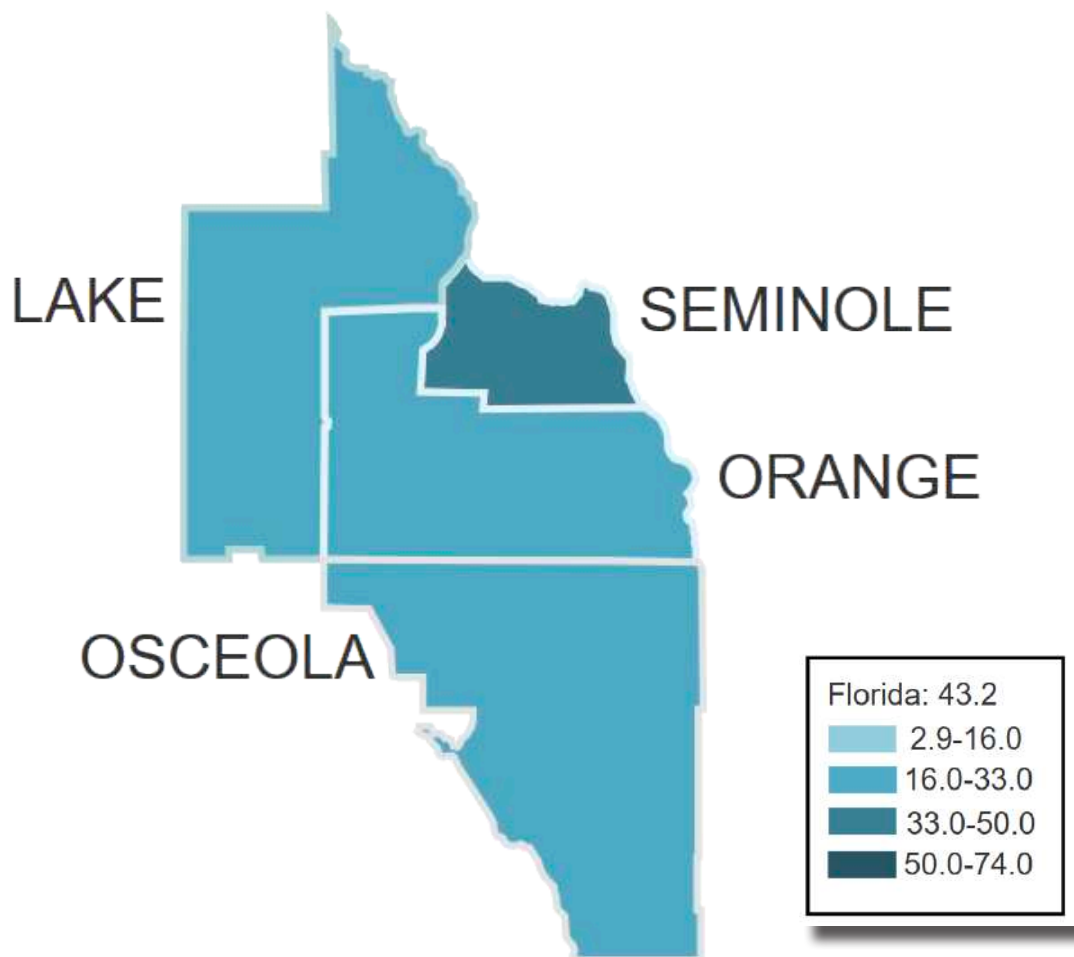 LAKE
SEMINOLE
ORANGE
OSCEOLA
Florida: 43.2
2.9-16.0
16.0-33.0
33.0-50.0
50.0-74.0